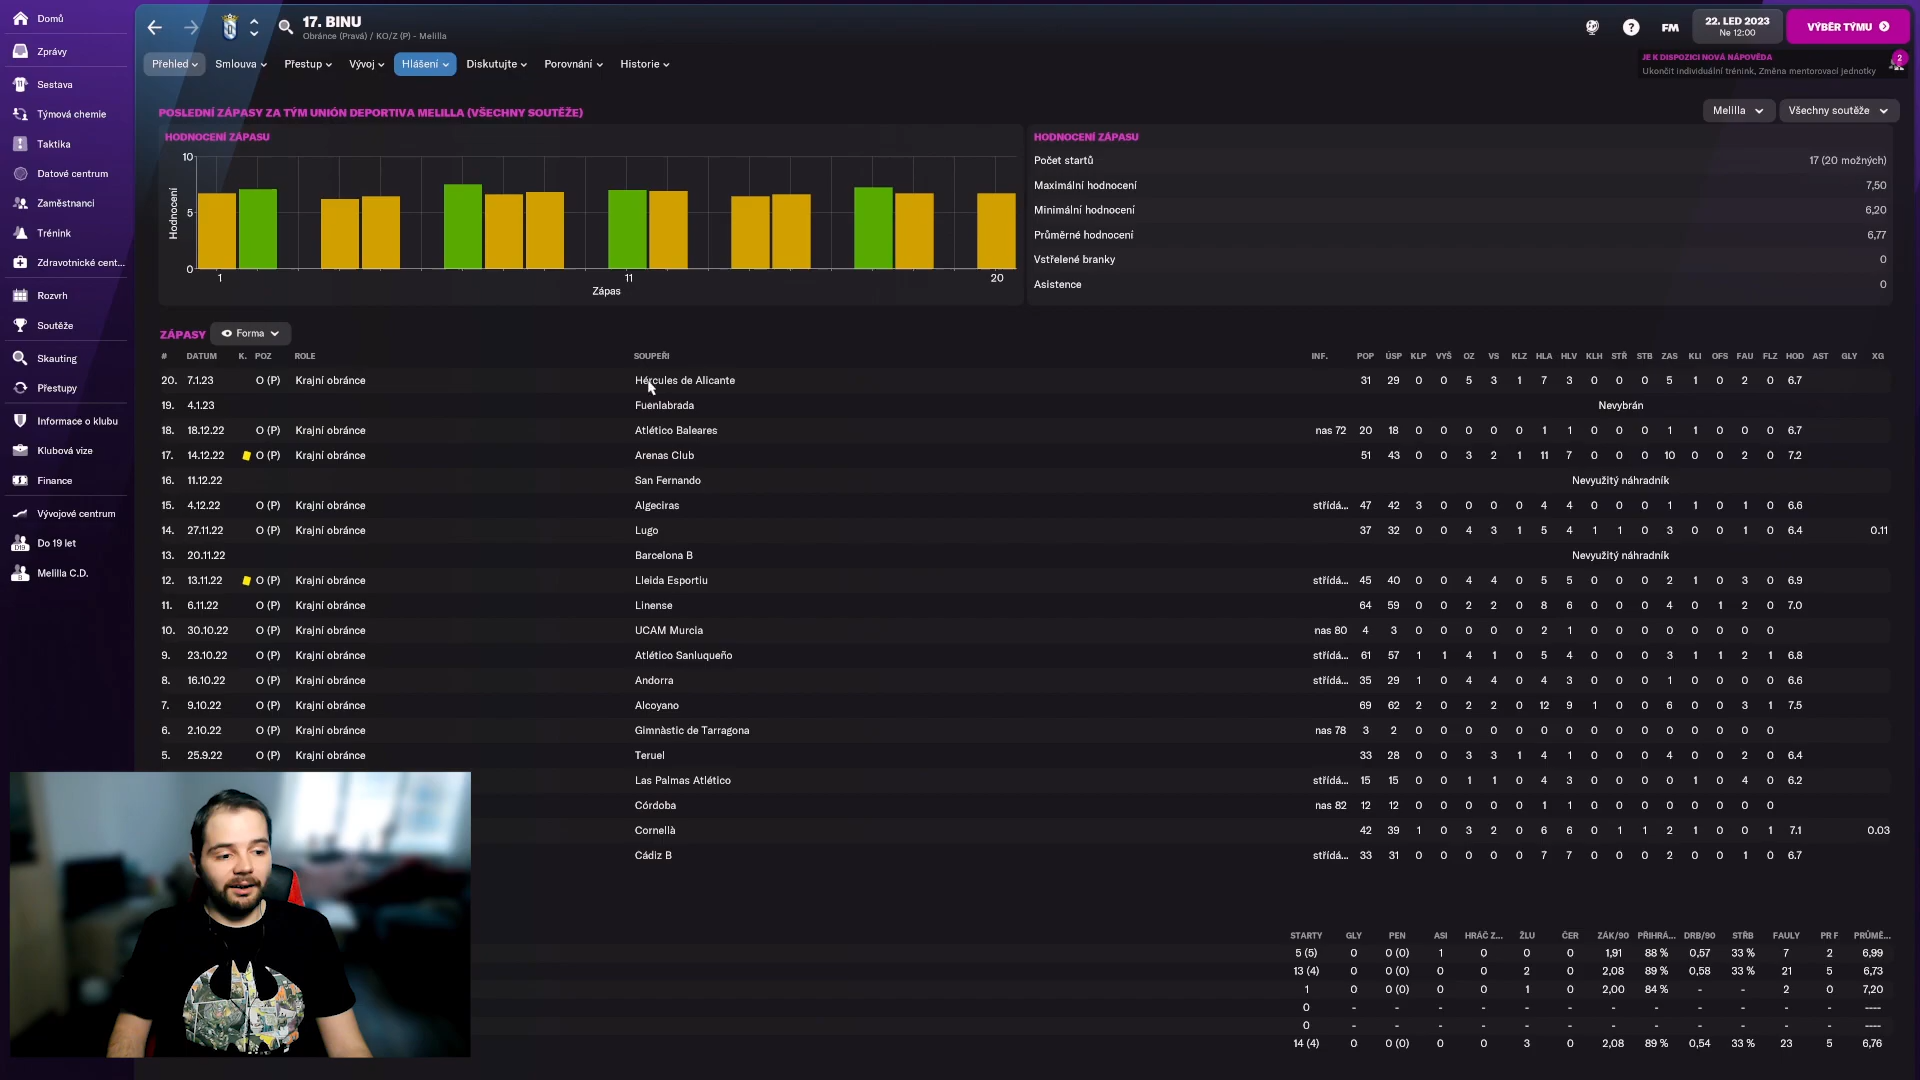 Domů
Zprávy
Sestava
Týmová chemie
Taktika
Datové centrum
Zaměstnanci
Trénink
Zdravotnické cent...
Rozvrh
Soutěže
Skauting
Přestupy
Informace o klubu
Klubová vize
Finance
Vývojové centrum
Do 19 let
Melilla C.D.
17. BINU
Obránce (Pravá) / KO/Z (P) - Melilla
FM
22. LED 2023
Ne 12:00
VÝBĚR TÝMU
Přehled Smlouva Přestup Vývoj Hlášení Diskutujte Porovnání Historie
JE K DISPOZICI NOVÁ NÁPOVĚDA
Ukončit individuální trénink, Změna mentorovací jednotky
2
POSLEDNÍ ZÁPASY ZA TÝM UNIÓN DEPORTIVA MELILLA (VŠECHNY SOUTĚŽE)
Melilla Všechny soutěže
HODNOCENÍ ZÁPASU
10
5
0
Hodnocení
1 11 20
Zápas
HODNOCENÍ ZÁPASU
Počet startů 17 (20 možných)
Maximální hodnocení 7,50
Minimální hodnocení 6,20
Průměrné hodnocení 6,77
Vstřelené branky 0
Asistence 0
ZÁPASY Forma
# DATUM K. POZ ROLE SOUPEŘI INF. POP ÚSP KLP VYŠ OZ VS KLZ HLA HLV KLH STŘ STB ZAS KLI OFS FAU FLZ HOD AST GLY XG
20. 7.1.23 O (P) Krajní obránce Hércules de Alicante 31 29 0 0 5 3 1 7 3 0 0 0 5 1 0 2 0 6.7
19. 4.1.23 Fuenlabrada Nevybrán
18. 18.12.22 O (P) Krajní obránce Atlético Baleares nas 72 20 18 0 0 0 0 0 1 1 0 0 0 1 1 0 0 0 6.7
17. 14.12.22 O (P) Krajní obránce Arenas Club 51 43 0 0 3 2 1 11 7 0 0 0 10 0 0 2 0 7.2
16. 11.12.22 San Fernando Nevyužitý náhradník
15. 4.12.22 O (P) Krajní obránce Algeciras střídá... 47 42 3 0 0 0 0 4 4 0 0 0 1 1 0 1 0 6.6
14. 27.11.22 O (P) Krajní obránce Lugo 37 32 0 0 4 3 1 5 4 1 1 0 3 0 0 1 0 6.4 0.11
13. 20.11.22 Barcelona B Nevyužitý náhradník
12. 13.11.22 O (P) Krajní obránce Lleida Esportiu střídá... 45 40 0 0 4 4 0 5 5 0 0 0 2 1 0 3 0 6.9
11. 6.11.22 O (P) Krajní obránce Linense 64 59 0 0 2 2 0 8 6 0 0 0 4 0 1 2 0 7.0
10. 30.10.22 O (P) Krajní obránce UCAM Murcia nas 80 4 3 0 0 0 0 0 2 1 0 0 0 0 0 0 0 0
9. 23.10.22 O (P) Krajní obránce Atlético Sanluqueño střídá... 61 57 1 1 4 1 0 5 4 0 0 0 3 1 1 2 1 6.8
8. 16.10.22 O (P) Krajní obránce Andorra střídá... 35 29 1 0 4 4 0 4 3 0 0 0 1 0 0 0 0 6.6
7. 9.10.22 O (P) Krajní obránce Alcoyano 69 62 2 0 2 2 0 12 9 1 0 0 6 0 0 3 1 7.5
6. 2.10.22 O (P) Krajní obránce Gimnàstic de Tarragona nas 78 3 2 0 0 0 0 0 0 0 0 0 0 0 0 0 0 0
5. 25.9.22 O (P) Krajní obránce Teruel 33 28 0 0 3 3 1 4 1 0 0 0 4 0 0 2 0 6.4
Las Palmas Atlético střídá... 15 15 0 0 1 1 0 4 3 0 0 0 0 1 0 4 0 6.2
Córdoba nas 82 12 12 0 0 0 0 0 1 1 0 0 0 0 0 0 0 0
Cornellà 42 39 1 0 3 2 0 6 6 0 1 1 2 1 0 0 1 7.1 0.03
Cádiz B střídá... 33 31 0 0 0 0 0 7 7 0 0 0 2 0 0 1 0 6.7
STARTY GLY PEN ASI HRÁČ Z... ŽLU ČER ZÁK/90 PŘIHRÁ... DRB/90 STŘB FAULY PR F PRŮMĚ...
5 (5) 0 0 (0) 1 0 0 0 1,91 88 % 0,57 33 % 7 2 6,99
13 (4) 0 0 (0) 0 0 2 0 2,08 89 % 0,58 33 % 21 5 6,73
1 0 0 (0) 0 0 1 0 2,00 84 % - - 2 0 7,20
0 - - - - - - - - - - - - ----
0 - - - - - - - - - - - - ----
14 (4) 0 0 (0) 0 0 3 0 2,08 89 % 0,54 33 % 23 5 6,76